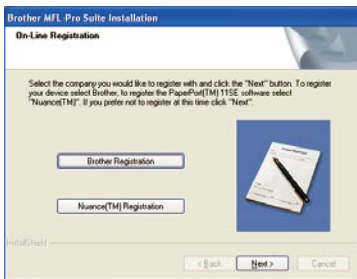 Brother MFL-Pro Suite Installation
On-Line Registration
Select the company you would like to register with and click the "Next" button. To register
your device select Brother, to register the PaperPort(TM) 11SE software select
"Nuance(TM)". If you prefer not to register at this time click "Next".
Brother Registration
Nuance(TM) Registration
InstallShield
< Back
Next >
Cancel